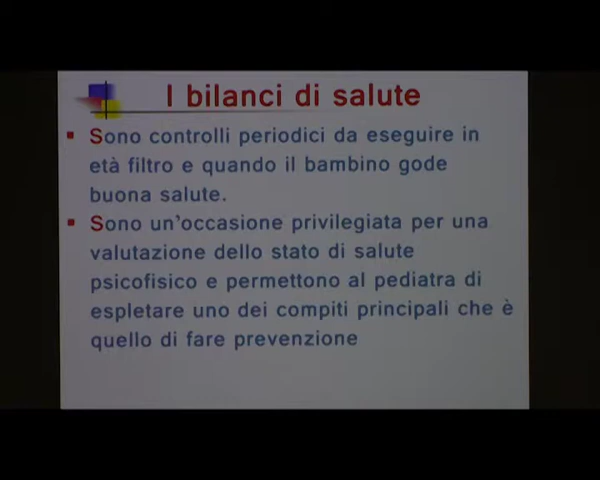 I bilanci di salute
Sono controlli periodici da eseguire in
età filtro e quando il bambino gode
buona salute.
Sono un'occasione privilegiata per una
valutazione dello stato di salute
psicofisico e permettono al pediatra di
espletare uno dei compiti principali che è
quello di fare prevenzione